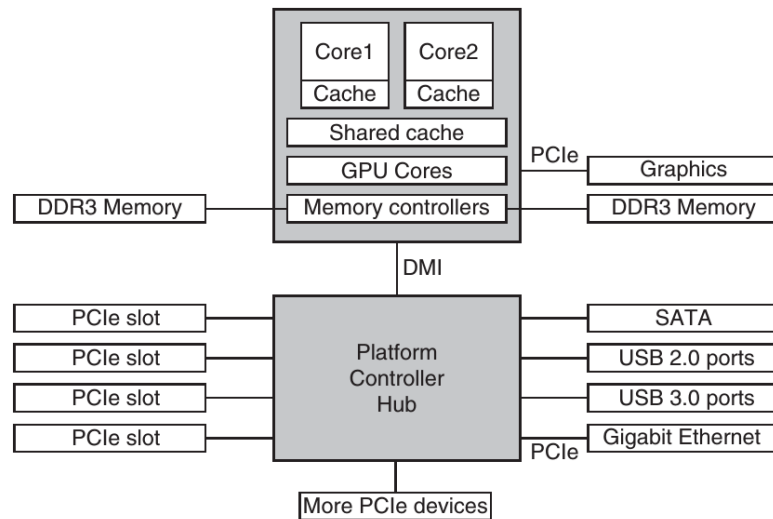 Core1
Core2
Cache
Cache
Shared cache
GPU Cores
PCIe
Graphics
DDR3 Memory
Memory controllers
DDR3 Memory
DMI
PCIe slot
SATA
PCIe slot
Platform
Controller
Hub
USB 2.0 ports
PCIe slot
USB 3.0 ports
PCIe slot
PCIe
Gigabit Ethernet
More PCIe devices